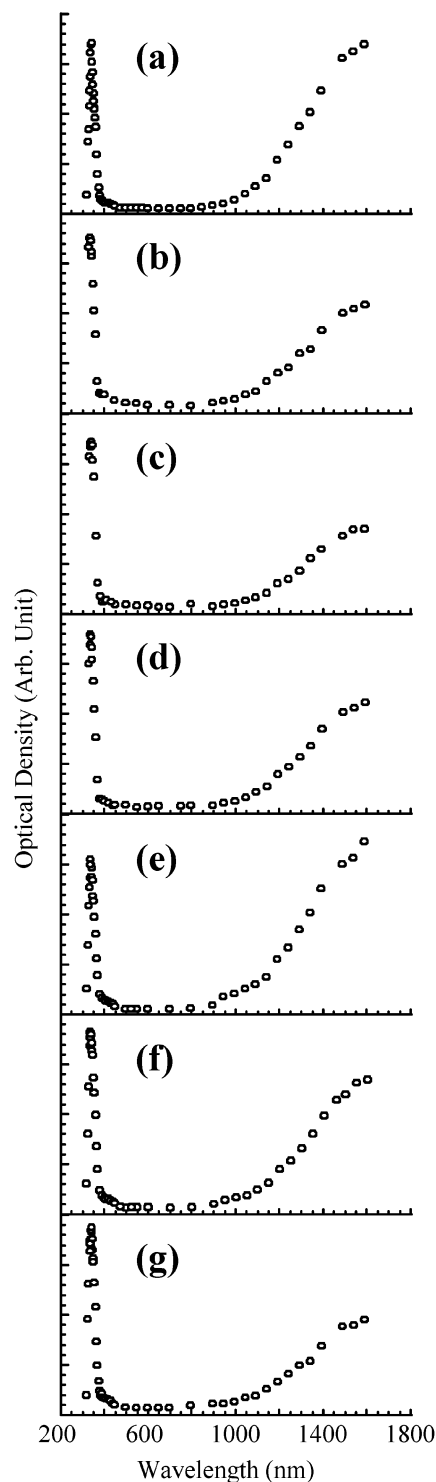 (a)
(b)
(c)
(d)
(e)
(f)
(g)
Optical Density (Arb. Unit)
200 600 1000 1400 1800
Wavelength (nm)